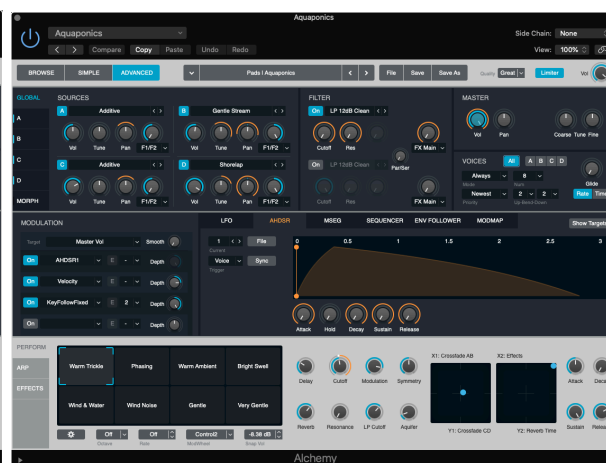 Aquaponics
Aquaponics
Side Chain: None
Compare Copy Paste Undo Redo
View: 100%
BROWSE SIMPLE ADVANCED
Pads | Aquaponics
File Save Save As
Quality Great
Limiter
Vol
GLOBAL
A
B
C
D
MORPH
SOURCES
A Additive
Vol Tune Pan F1/F2
B Gentle Stream
Vol Tune Pan F1/F2
C Additive
Vol Tune Pan F1/F2
D Shorelap
Vol Tune Pan F1/F2
FILTER
On LP 12dB Clean
Cutoff Res FX Main
Par/Ser
On LP 12dB Clean
Cutoff Res FX Main
MASTER
Vol Pan Coarse Tune Fine
VOICES All A B C D
Always 8
Mode Num
Glide
Newest 2 2
Priority Up Bend Down
Rate Time
MODULATION
Target Master Vol Smooth
On AHDSR1 E - Depth
On Velocity E - Depth
On KeyFollowFixed E 2 Depth
On E - Depth
LFO AHDSR MSEG SEQUENCER ENV FOLLOWER MODMAP
Show Targets
1 File
Current
Voice Sync
Trigger
0 0.5 1 1.5 2 2.5 3
Attack Hold Decay Sustain Release
PERFORM
ARP
EFFECTS
Warm Trickle Phasing Warm Ambient Bright Swell
Wind & Water Wind Noise Gentle Very Gentle
Off Off Control2 -8.38 dB
Octave Rate ModWheel Snap Vol
Delay Cutoff Modulation Symmetry
Reverb Resonance LP Cutoff Aquifer
X1: Crossfade AB X2: Effects
Y1: Crossfade CD Y2: Reverb Time
Attack Decay
Sustain Release
Alchemy